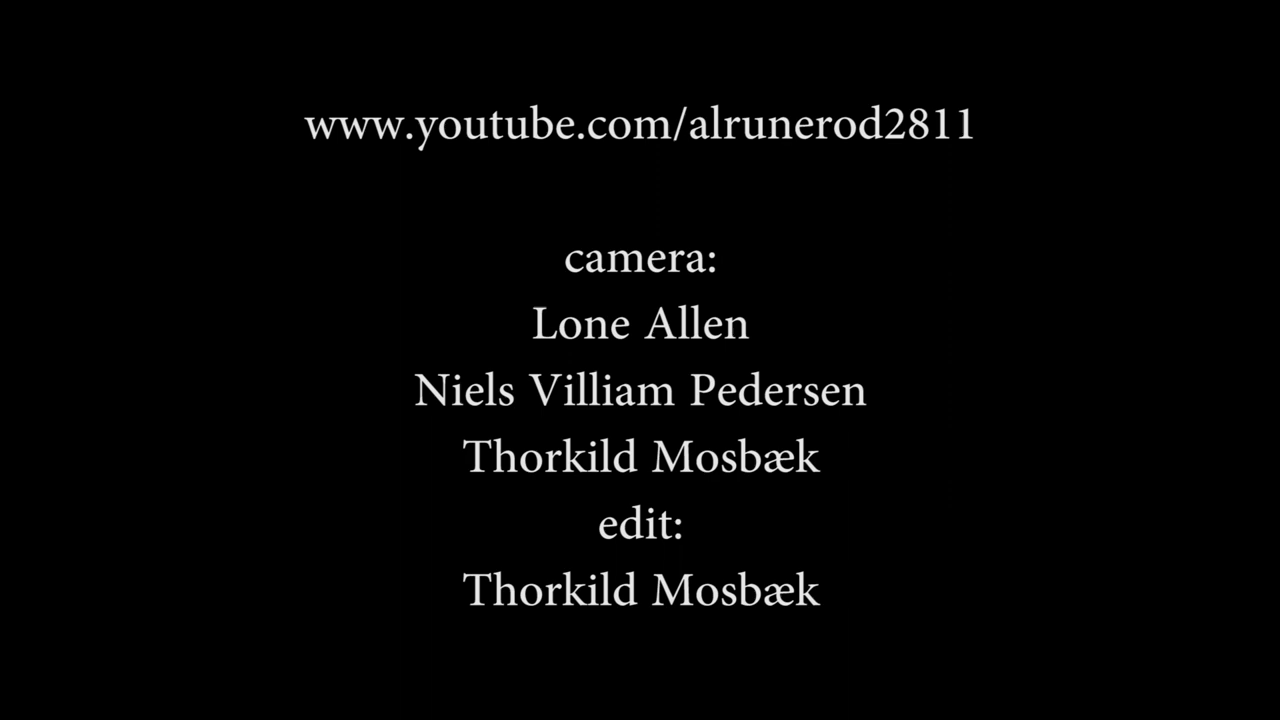 www.youtube.com/alrunerod2811
camera:
Lone Allen
Niels Villiam Pedersen
Thorkild Mosbæk
edit:
Thorkild Mosbæk